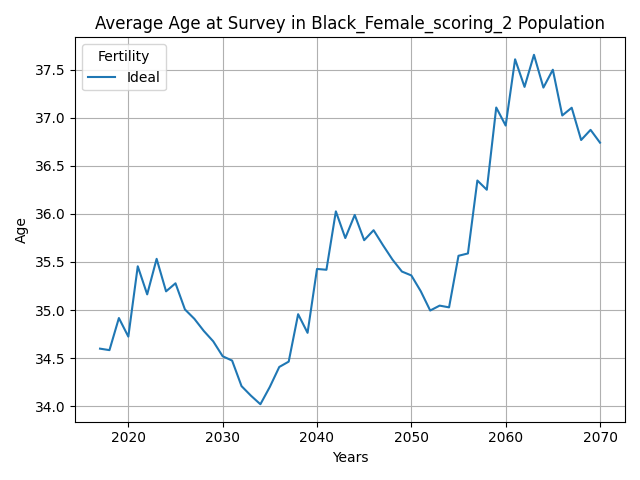 Average Age at Survey in Black_Female_scoring_2 Population
Fertility
Ideal
37.5
37.0
36.5
36.0
35.5
35.0
34.5
34.0
Age
2020 2030 2040 2050 2060 2070
Years